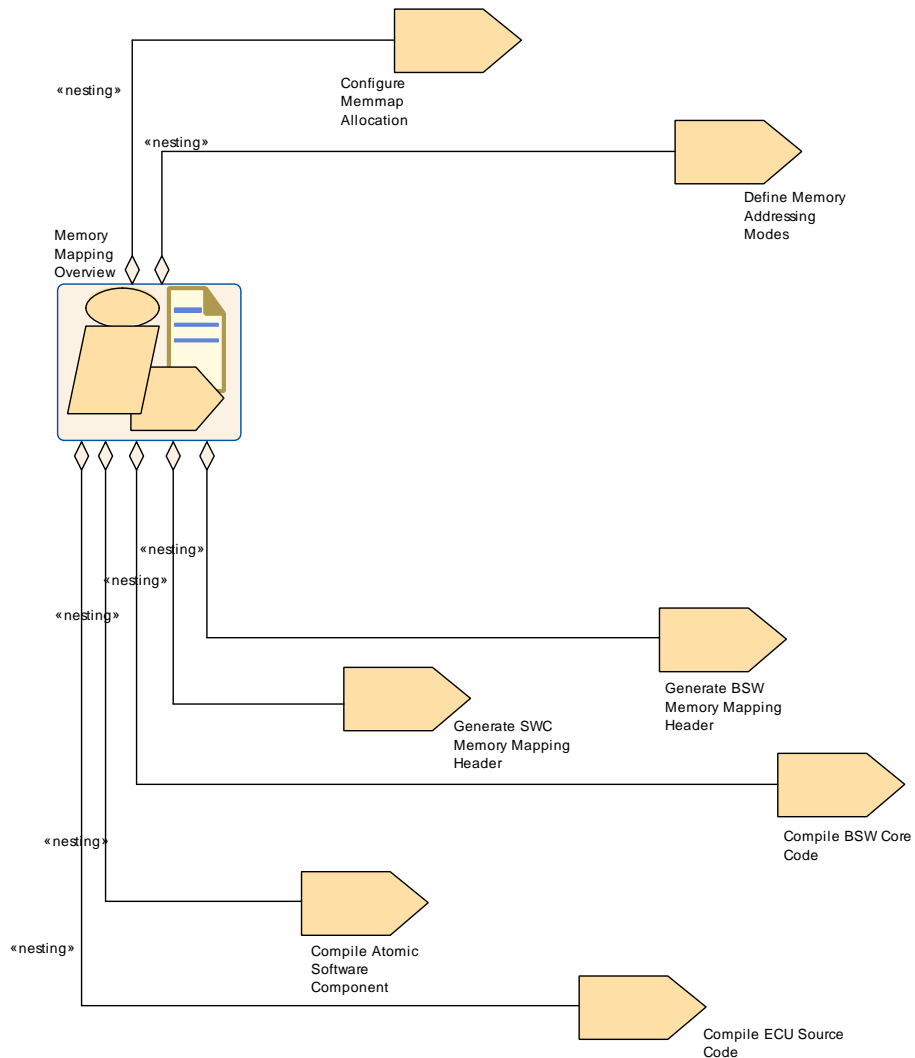 «nesting»
Configure
Memmap
Allocation
«nesting»
Define Memory
Addressing
Modes
Memory
Mapping
Overview
«nesting»
«nesting»
«nesting»
Generate BSW
Memory Mapping
Header
Generate SWC
Memory Mapping
Header
Compile BSW Core
Code
«nesting»
Compile Atomic
Software
Component
«nesting»
Compile ECU Source
Code